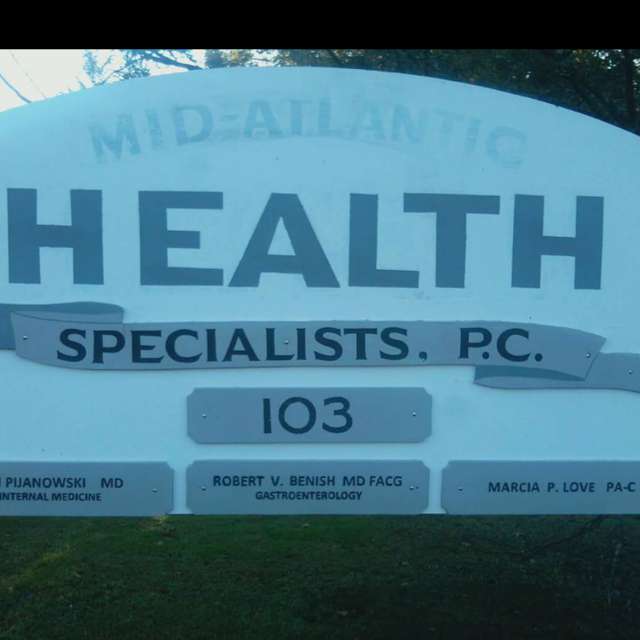 MID-ATLANTIC
HEALTH
SPECIALISTS, P.C.
103
PIJANOWSKI MD
INTERNAL MEDICINE
ROBERT V. BENISH MD FACG
GASTROENTEROLOGY
MARCIA P. LOVE PA-C